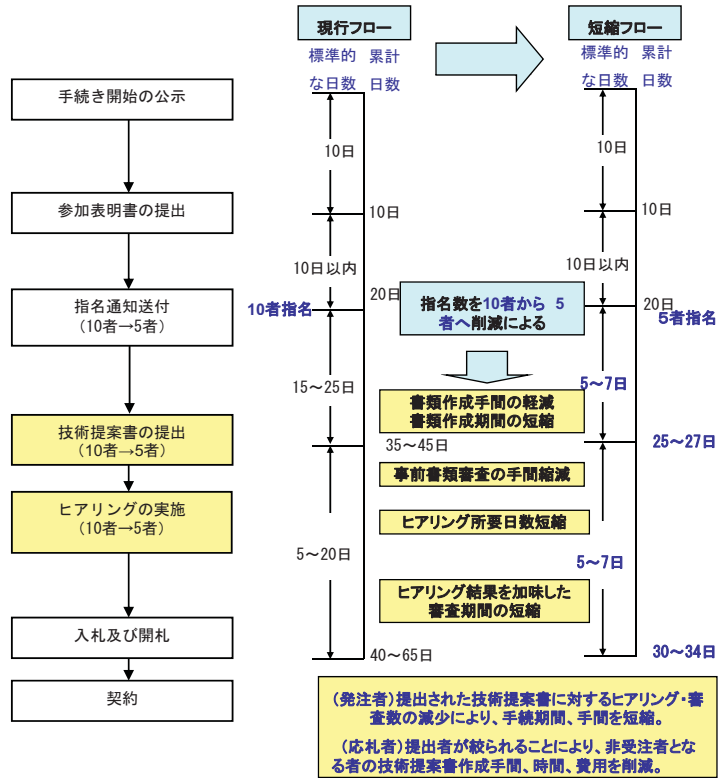 現行フロー
短縮フロー
標準的 累計
な日数 日数
標準的 累計
な日数 日数
手続き開始の公示
参加表明書の提出
指名通知送付
(10者→5者)
技術提案書の提出
(10者→5者)
ヒアリングの実施
(10者→5者)
入札及び開札
契約
10日
10日
10日以内
20日
10者指名
15～25日
35～45日
5～20日
40～65日
指名数を10者から 5
者へ削減による
書類作成手間の軽減
書類作成期間の短縮
事前書類審査の手間縮減
ヒアリング所要日数短縮
ヒアリング結果を加味した
審査期間の短縮
10日
10日
10日以内
20日
5者指名
5～7日
25～27日
5～7日
30～34日
(発注者)提出された技術提案書に対するヒアリング・審
査数の減少により、手続期間、手間を短縮。
(応札者)提出者が絞られることにより、非受注者とな
る者の技術提案書作成手間、時間、費用を削減。